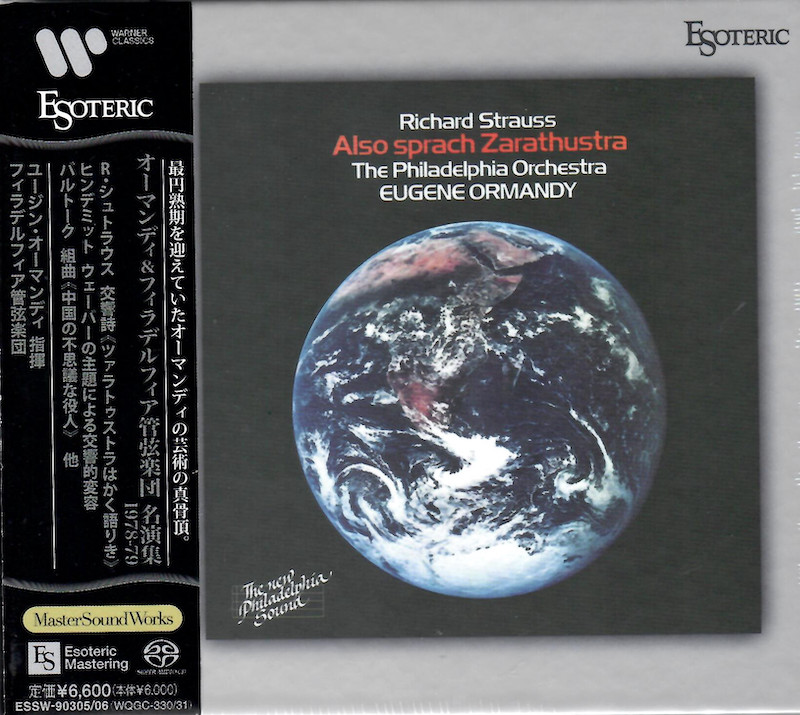 WARNER
CLASSICS
ESOTERIC
最円熟期を迎えていたオーマンディの芸術の真骨頂。
オーマンディ&フィラデルフィア管弦楽団 名演集
1978-79
R・シュトラウス 交響詩《ツァラトゥストラはかく語りき》
ヒンデミット ウェーバーの主題による交響的変容
バルトーク 組曲《中国の不思議な役人》 他
ユージン・オーマンディ 指揮
フィラデルフィア管弦楽団
MasterSoundWorks
ES
Esoteric
Mastering
SUPER AUDIO CD
定価¥6,600(本体¥6,000)
ESSW-90305/06 (WQGC-330/31)
ESOTERIC
Richard Strauss
Also sprach Zarathustra
The Philadelphia Orchestra
EUGENE ORMANDY
The new
Philadelphia
Sound